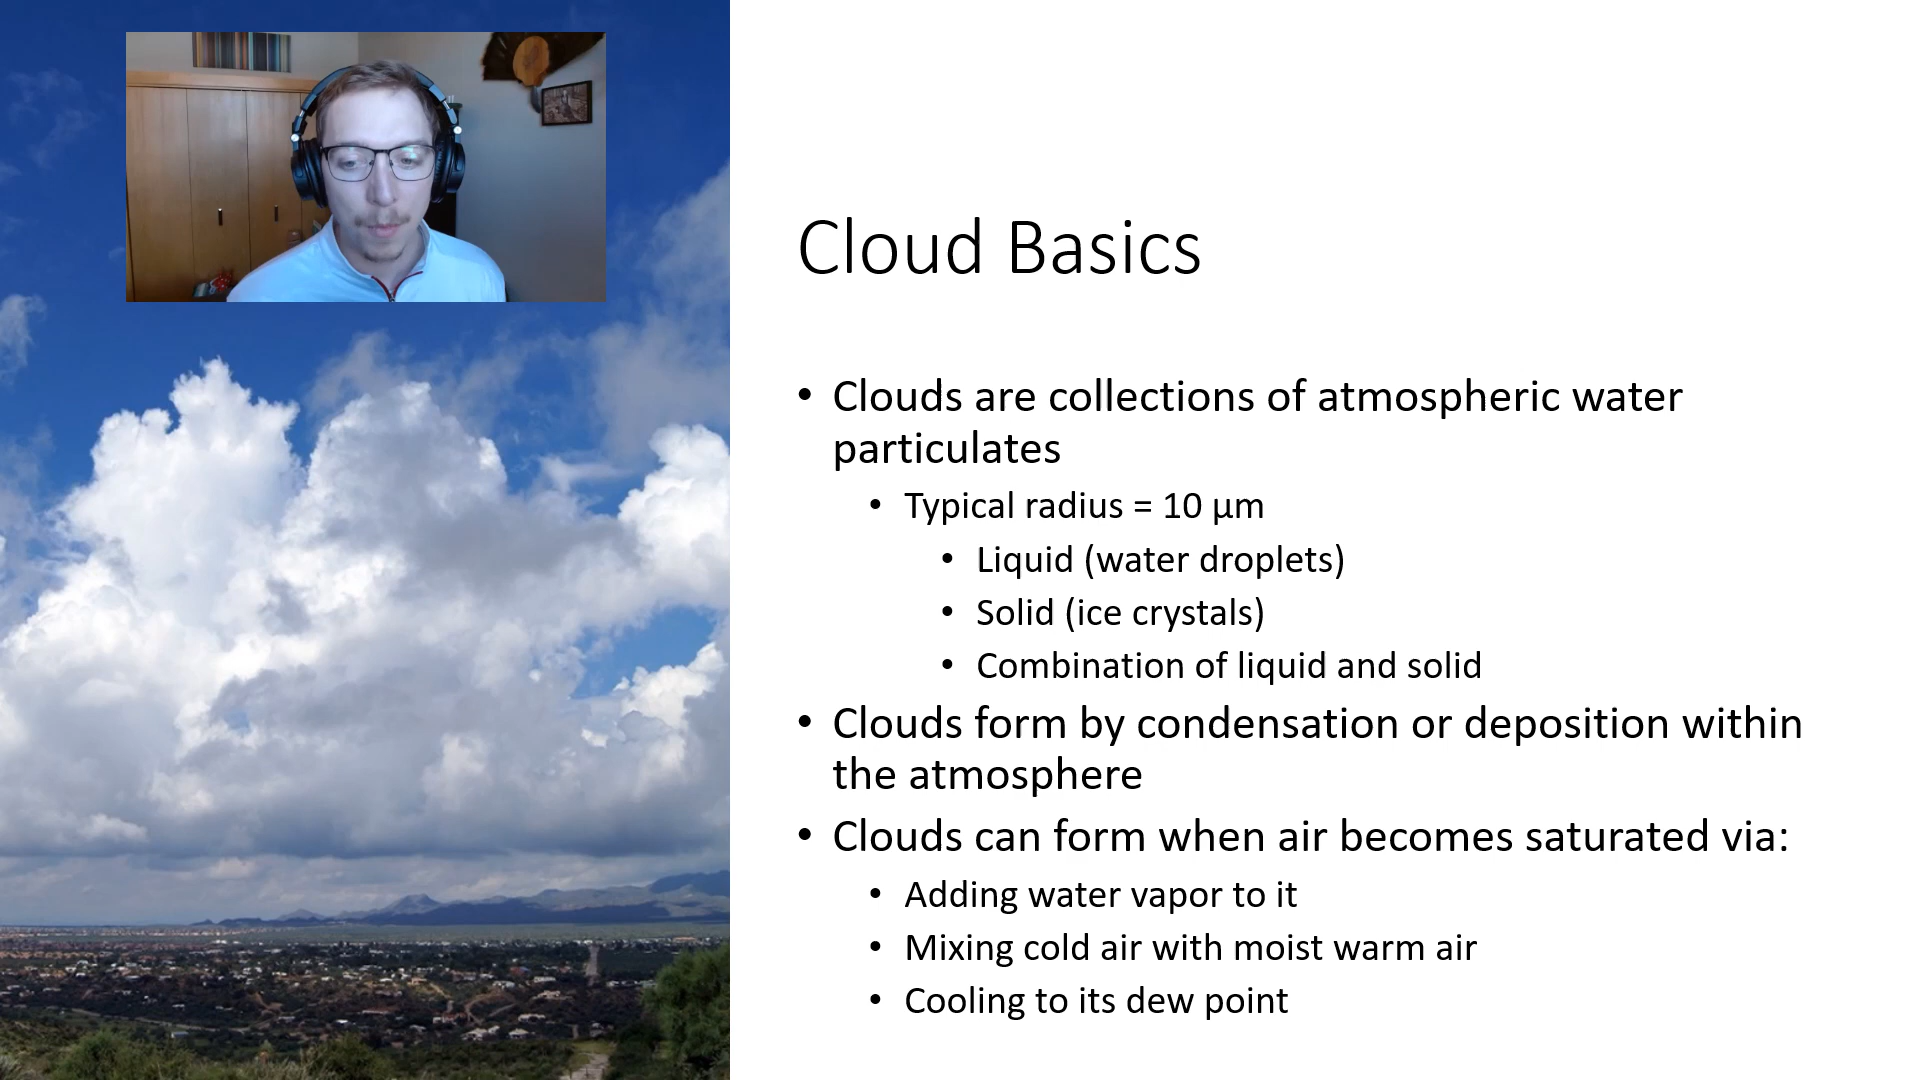 Cloud Basics
• Clouds are collections of atmospheric water
particulates
• Typical radius = 10 µm
• Liquid (water droplets)
• Solid (ice crystals)
• Combination of liquid and solid
• Clouds form by condensation or deposition within
the atmosphere
• Clouds can form when air becomes saturated via:
• Adding water vapor to it
• Mixing cold air with moist warm air
• Cooling to its dew point